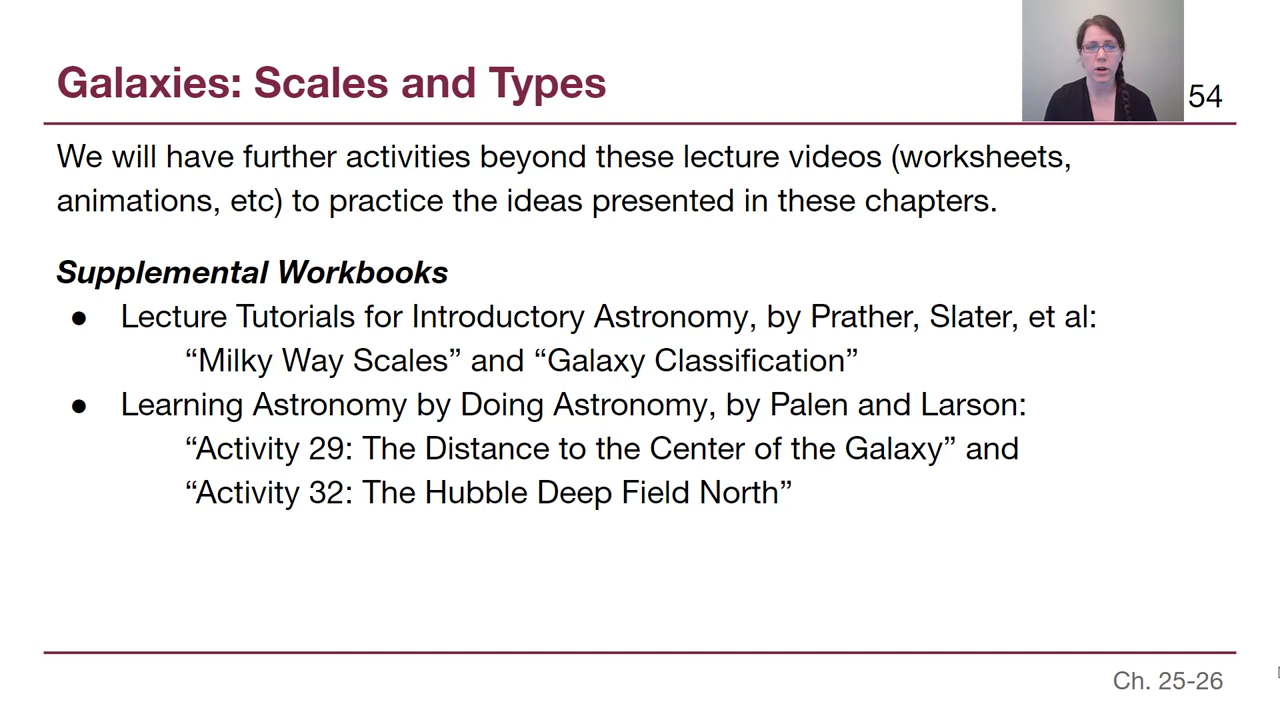 Galaxies: Scales and Types
54
We will have further activities beyond these lecture videos (worksheets,
animations, etc) to practice the ideas presented in these chapters.
Supplemental Workbooks
● Lecture Tutorials for Introductory Astronomy, by Prather, Slater, et al:
“Milky Way Scales” and “Galaxy Classification”
● Learning Astronomy by Doing Astronomy, by Palen and Larson:
“Activity 29: The Distance to the Center of the Galaxy” and
“Activity 32: The Hubble Deep Field North”
Ch. 25-26